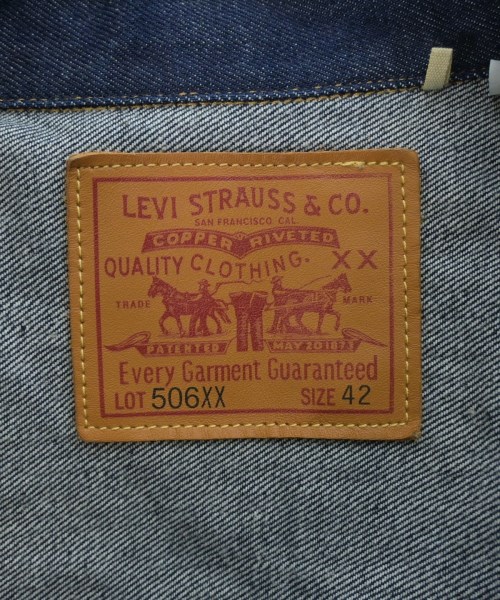 LEVI STRAUSS & CO.
SAN FRANCISCO, CAL.
COPPER RIVETED
QUALITY CLOTHING. XX
TRADE MARK
PATENTED MAY 20 1873
Every Garment Guaranteed
LOT 506XX SIZE 42